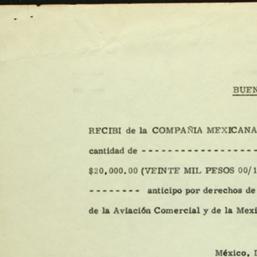 BUEN
RECIBI de la COMPAÑIA MEXICANA
cantidad de - - - - - - - - - - - - - - - - - -
$20,000.00 (VEINTE MIL PESOS 00/1
- - - - - - - - anticipo por derechos de
de la Aviación Comercial y de la Mexi
México, D